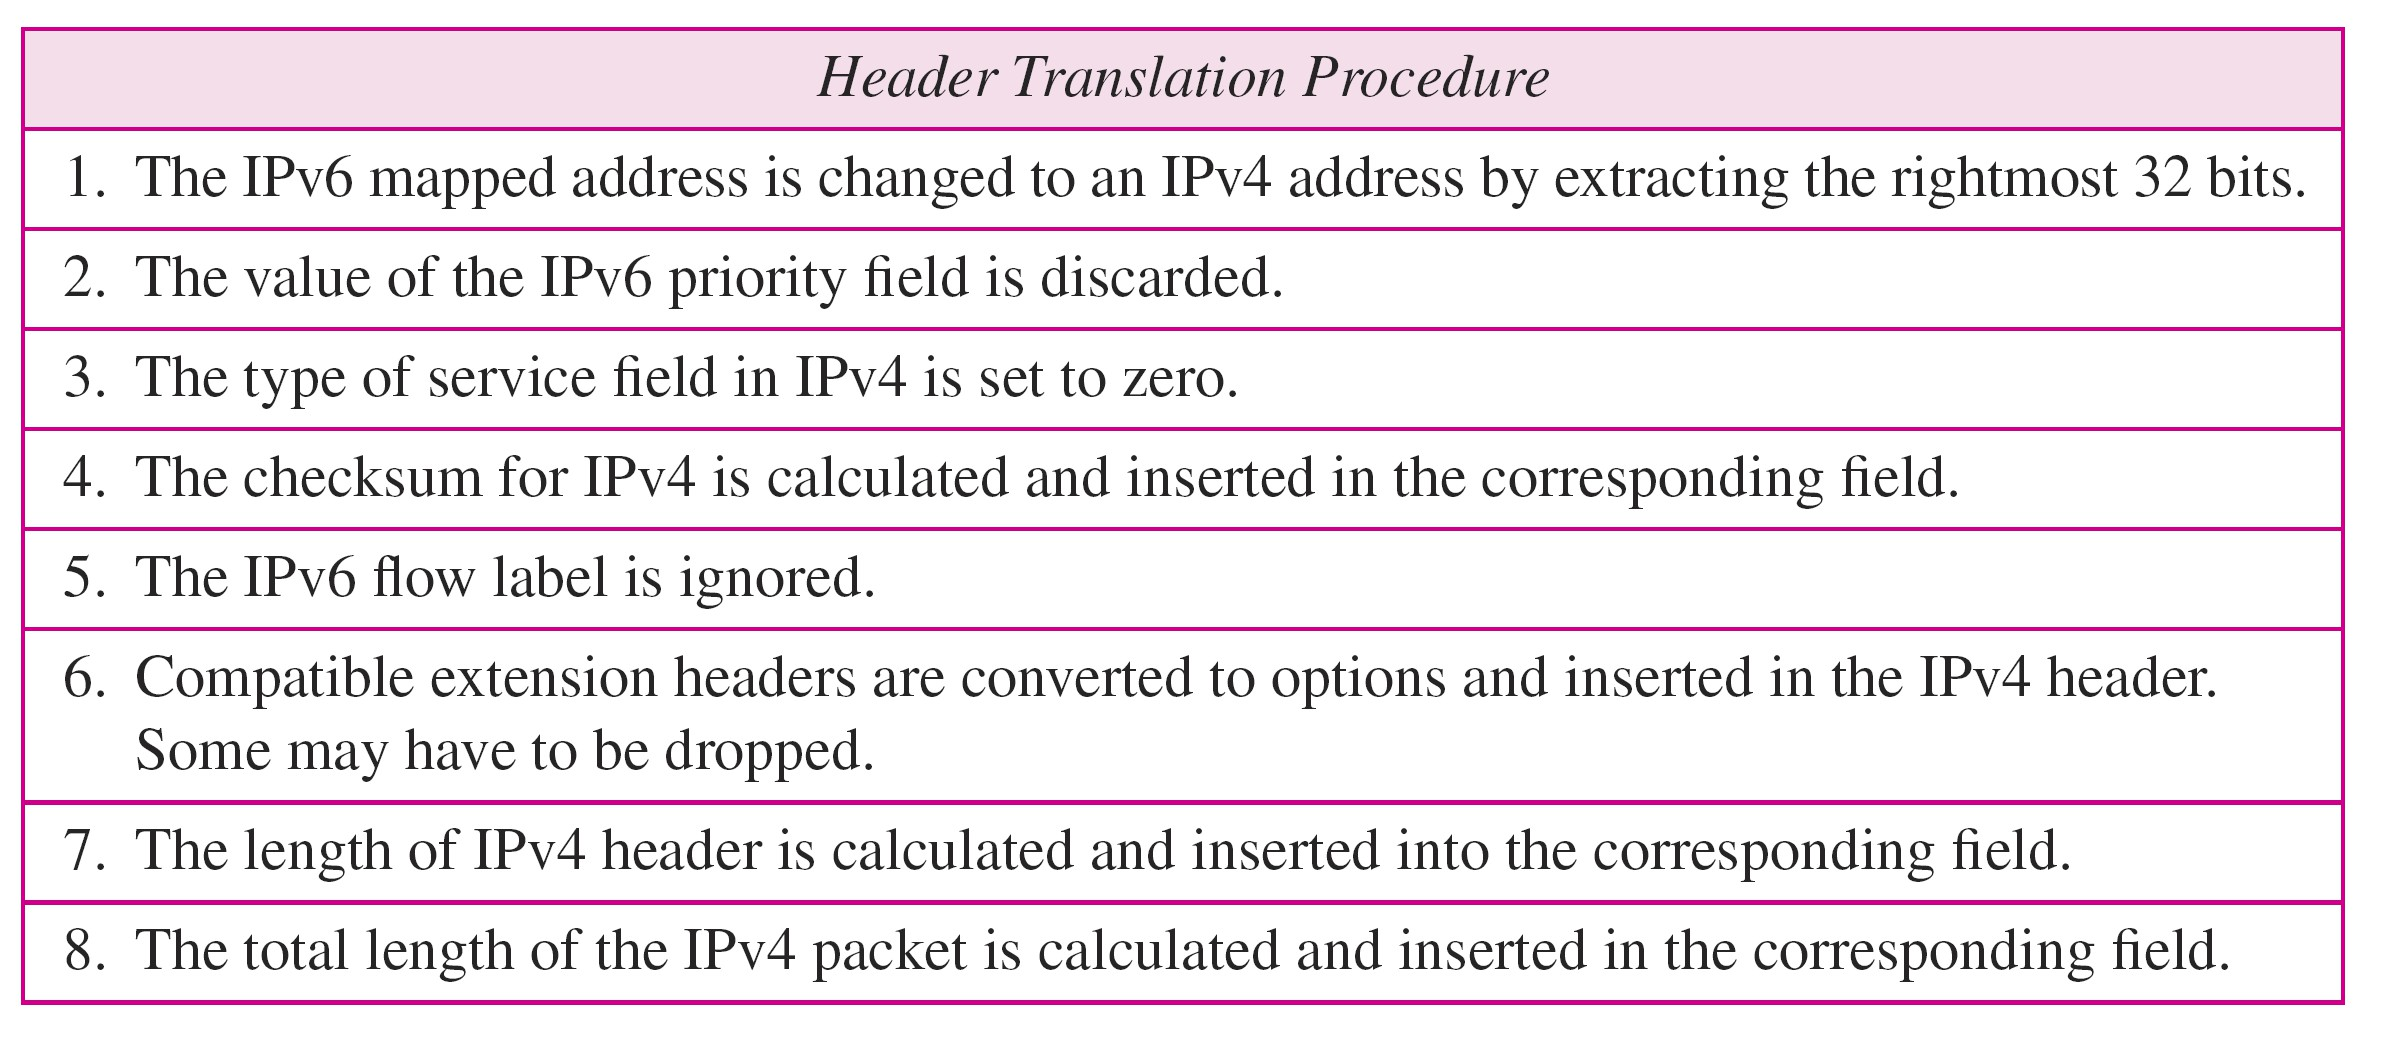 Header Translation Procedure
1. The IPv6 mapped address is changed to an IPv4 address by extracting the rightmost 32 bits.
2. The value of the IPv6 priority field is discarded.
3. The type of service field in IPv4 is set to zero.
4. The checksum for IPv4 is calculated and inserted in the corresponding field.
5. The IPv6 flow label is ignored.
6. Compatible extension headers are converted to options and inserted in the IPv4 header.
Some may have to be dropped.
7. The length of IPv4 header is calculated and inserted into the corresponding field.
8. The total length of the IPv4 packet is calculated and inserted in the corresponding field.